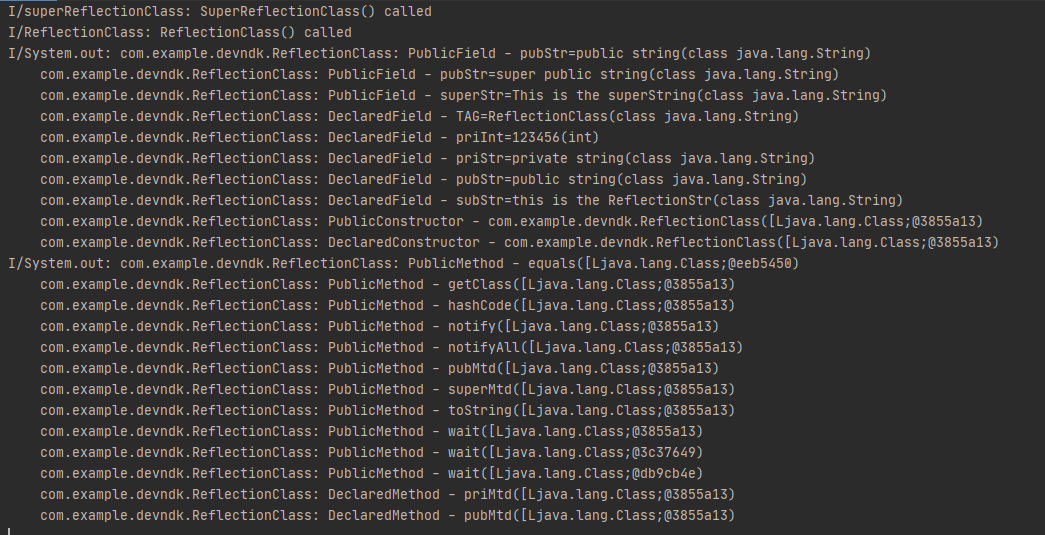 I/superReflectionClass: SuperReflectionClass() called
I/ReflectionClass: ReflectionClass() called
I/System.out: com.example.devndk.ReflectionClass: PublicField - pubStr=public string(class java.lang.String)
com.example.devndk.ReflectionClass: PublicField - pubStr=super public string(class java.lang.String)
com.example.devndk.ReflectionClass: PublicField - superStr=This is the superString(class java.lang.String)
com.example.devndk.ReflectionClass: DeclaredField - TAG=ReflectionClass(class java.lang.String)
com.example.devndk.ReflectionClass: DeclaredField - priInt=123456(int)
com.example.devndk.ReflectionClass: DeclaredField - priStr=private string(class java.lang.String)
com.example.devndk.ReflectionClass: DeclaredField - pubStr=public string(class java.lang.String)
com.example.devndk.ReflectionClass: DeclaredField - subStr=this is the ReflectionStr(class java.lang.String)
com.example.devndk.ReflectionClass: PublicConstructor - com.example.devndk.ReflectionClass([Ljava.lang.Class;@3855a13)
com.example.devndk.ReflectionClass: DeclaredConstructor - com.example.devndk.ReflectionClass([Ljava.lang.Class;@3855a13)
I/System.out: com.example.devndk.ReflectionClass: PublicMethod - equals([Ljava.lang.Class;@eeb5450)
com.example.devndk.ReflectionClass: PublicMethod - getClass([Ljava.lang.Class;@3855a13)
com.example.devndk.ReflectionClass: PublicMethod - hashCode([Ljava.lang.Class;@3855a13)
com.example.devndk.ReflectionClass: PublicMethod - notify([Ljava.lang.Class;@3855a13)
com.example.devndk.ReflectionClass: PublicMethod - notifyAll([Ljava.lang.Class;@3855a13)
com.example.devndk.ReflectionClass: PublicMethod - pubMtd([Ljava.lang.Class;@3855a13)
com.example.devndk.ReflectionClass: PublicMethod - superMtd([Ljava.lang.Class;@3855a13)
com.example.devndk.ReflectionClass: PublicMethod - toString([Ljava.lang.Class;@3855a13)
com.example.devndk.ReflectionClass: PublicMethod - wait([Ljava.lang.Class;@3855a13)
com.example.devndk.ReflectionClass: PublicMethod - wait([Ljava.lang.Class;@3c37649)
com.example.devndk.ReflectionClass: PublicMethod - wait([Ljava.lang.Class;@db9cb4e)
com.example.devndk.ReflectionClass: DeclaredMethod - priMtd([Ljava.lang.Class;@3855a13)
com.example.devndk.ReflectionClass: DeclaredMethod - pubMtd([Ljava.lang.Class;@3855a13)